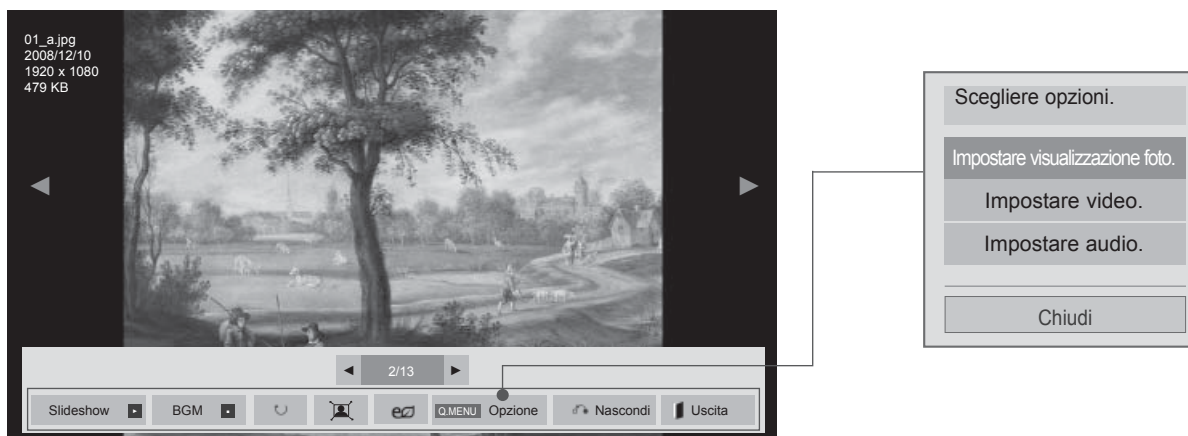 01_a.jpg
2008/12/10
1920 x 1080
479 KB
2/13
Slideshow
BGM
Q.MENU Opzione
Nascondi
Uscita
Scegliere opzioni.
Impostare visualizzazione foto.
Impostare video.
Impostare audio.
Chiudi